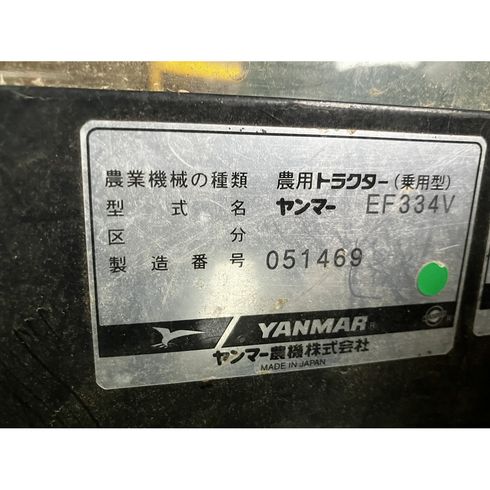 農業機械の種類 農用トラクター(乗用型)
型式名 ヤンマー EF334V
区分
製造番号 051469
YANMAR®
ヤンマー農機株式会社
MADE IN JAPAN